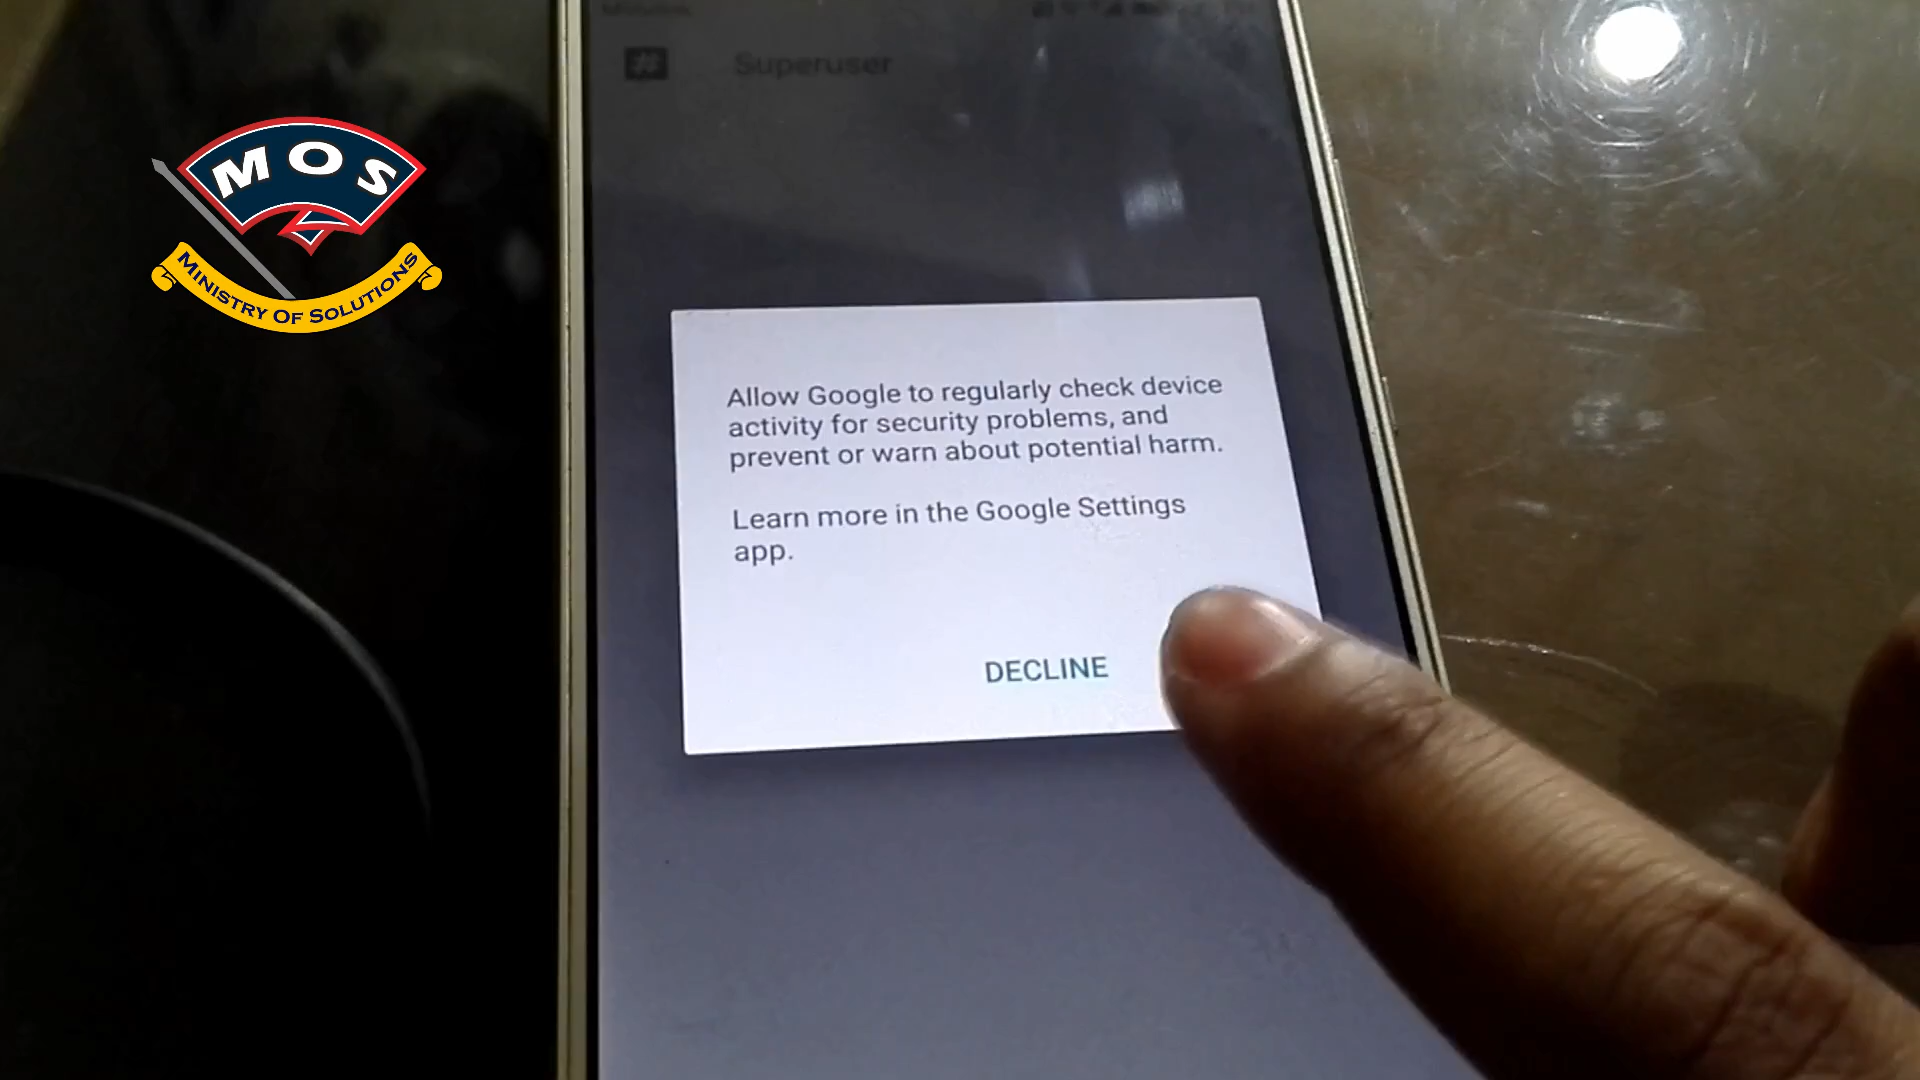 Superuser
MOS
MINISTRY OF SOLUTIONS
Allow Google to regularly check device
activity for security problems, and
prevent or warn about potential harm.
Learn more in the Google Settings
app.
DECLINE